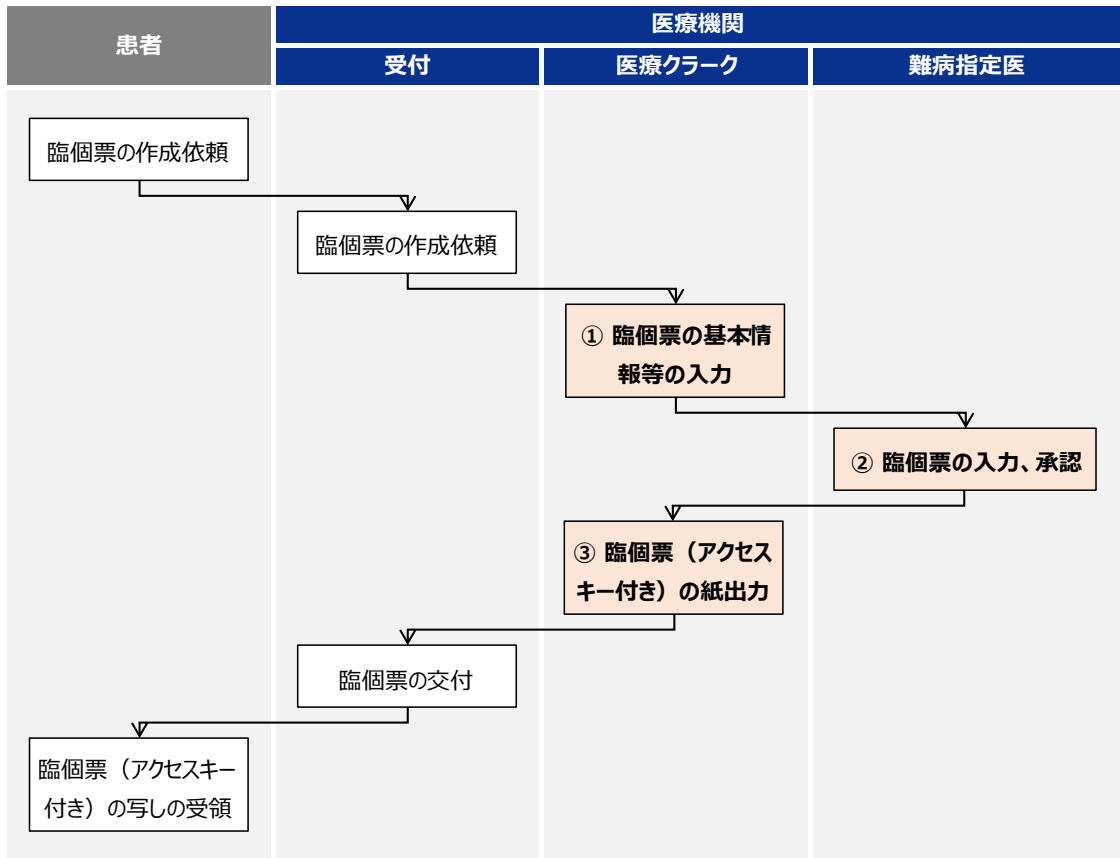 患者
医療機関
受付
医療クラーク
難病指定医
臨個票の作成依頼
臨個票の作成依頼
① 臨個票の基本情
報等の入力
② 臨個票の入力、承認
③ 臨個票（アクセス
キー付き）の紙出力
臨個票の交付
臨個票（アクセスキー
付き）の写しの受領